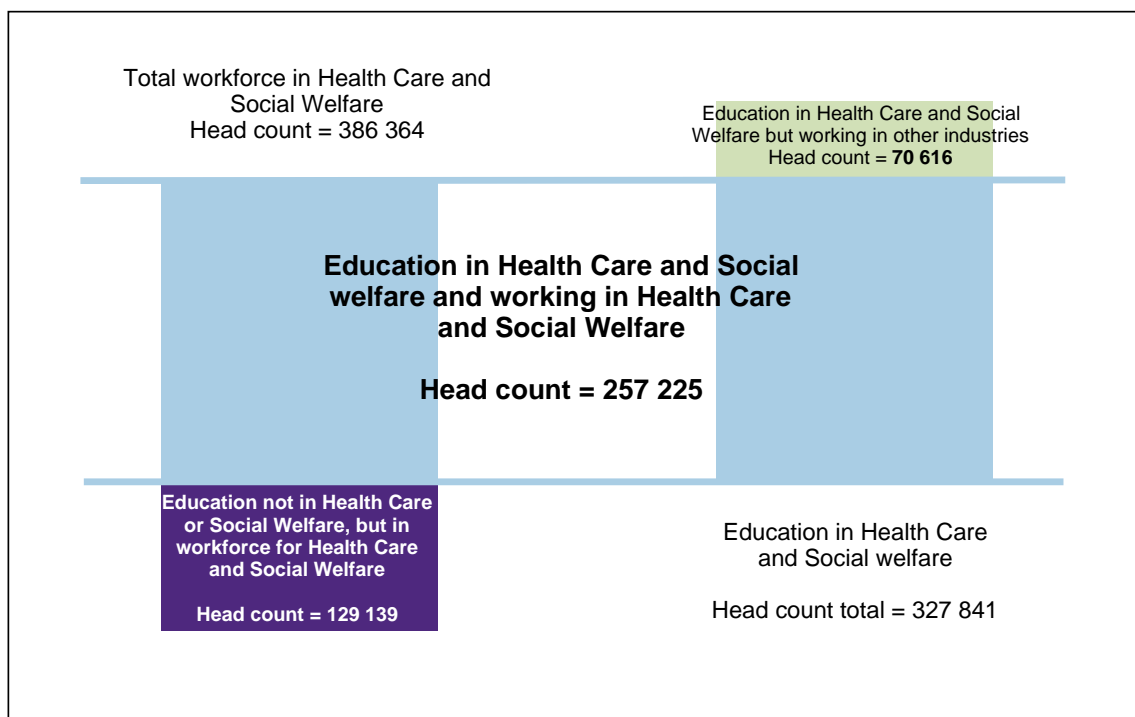 Total workforce in Health Care and
Social Welfare
Head count = 386 364
Education in Health Care and Social
Welfare but working in other industries
Head count = 70 616
Education in Health Care and Social
welfare and working in Health Care
and Social Welfare
Head count = 257 225
Education not in Health Care
or Social Welfare, but in
workforce for Health Care
and Social Welfare
Head count = 129 139
Education in Health Care
and Social welfare
Head count total = 327 841